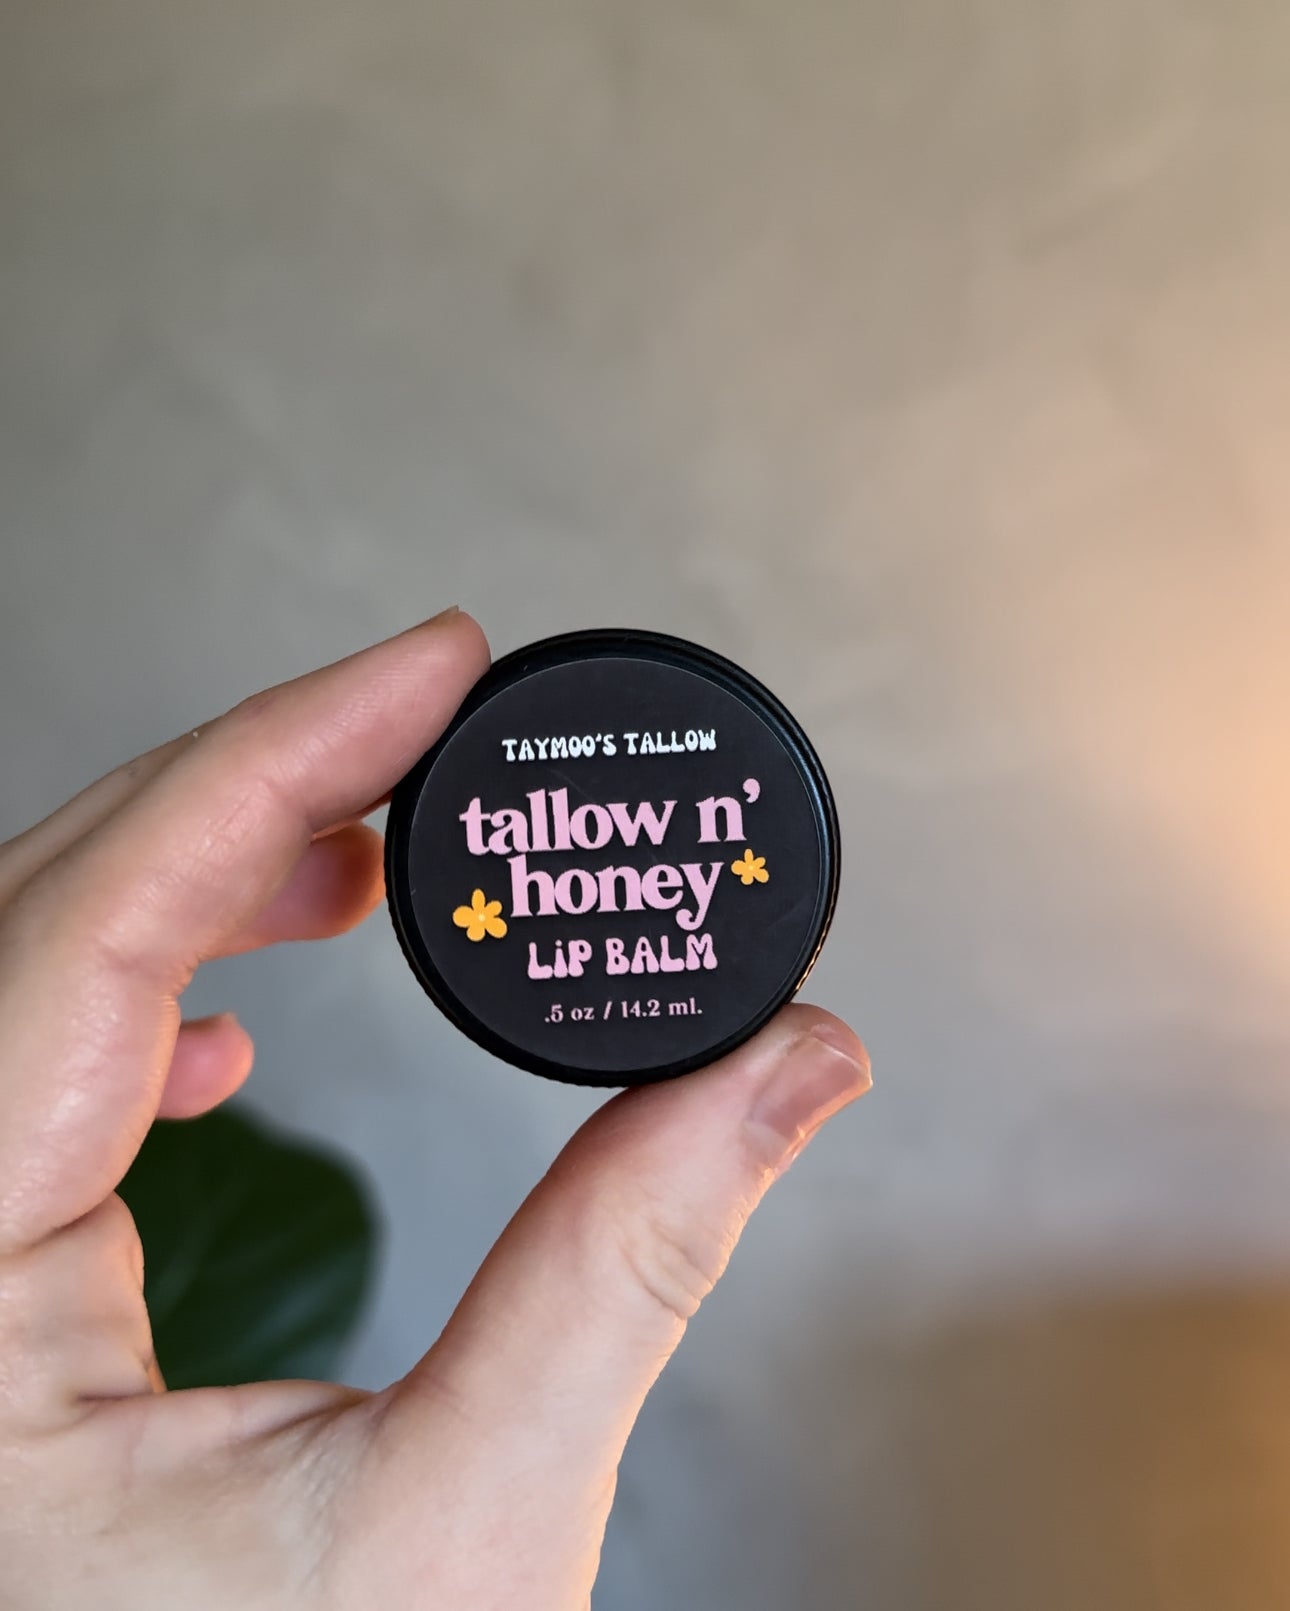 TAYMOO'S TALLOW
tallow n'
honey
LiP BALM
.5 oz / 14.2 ml.